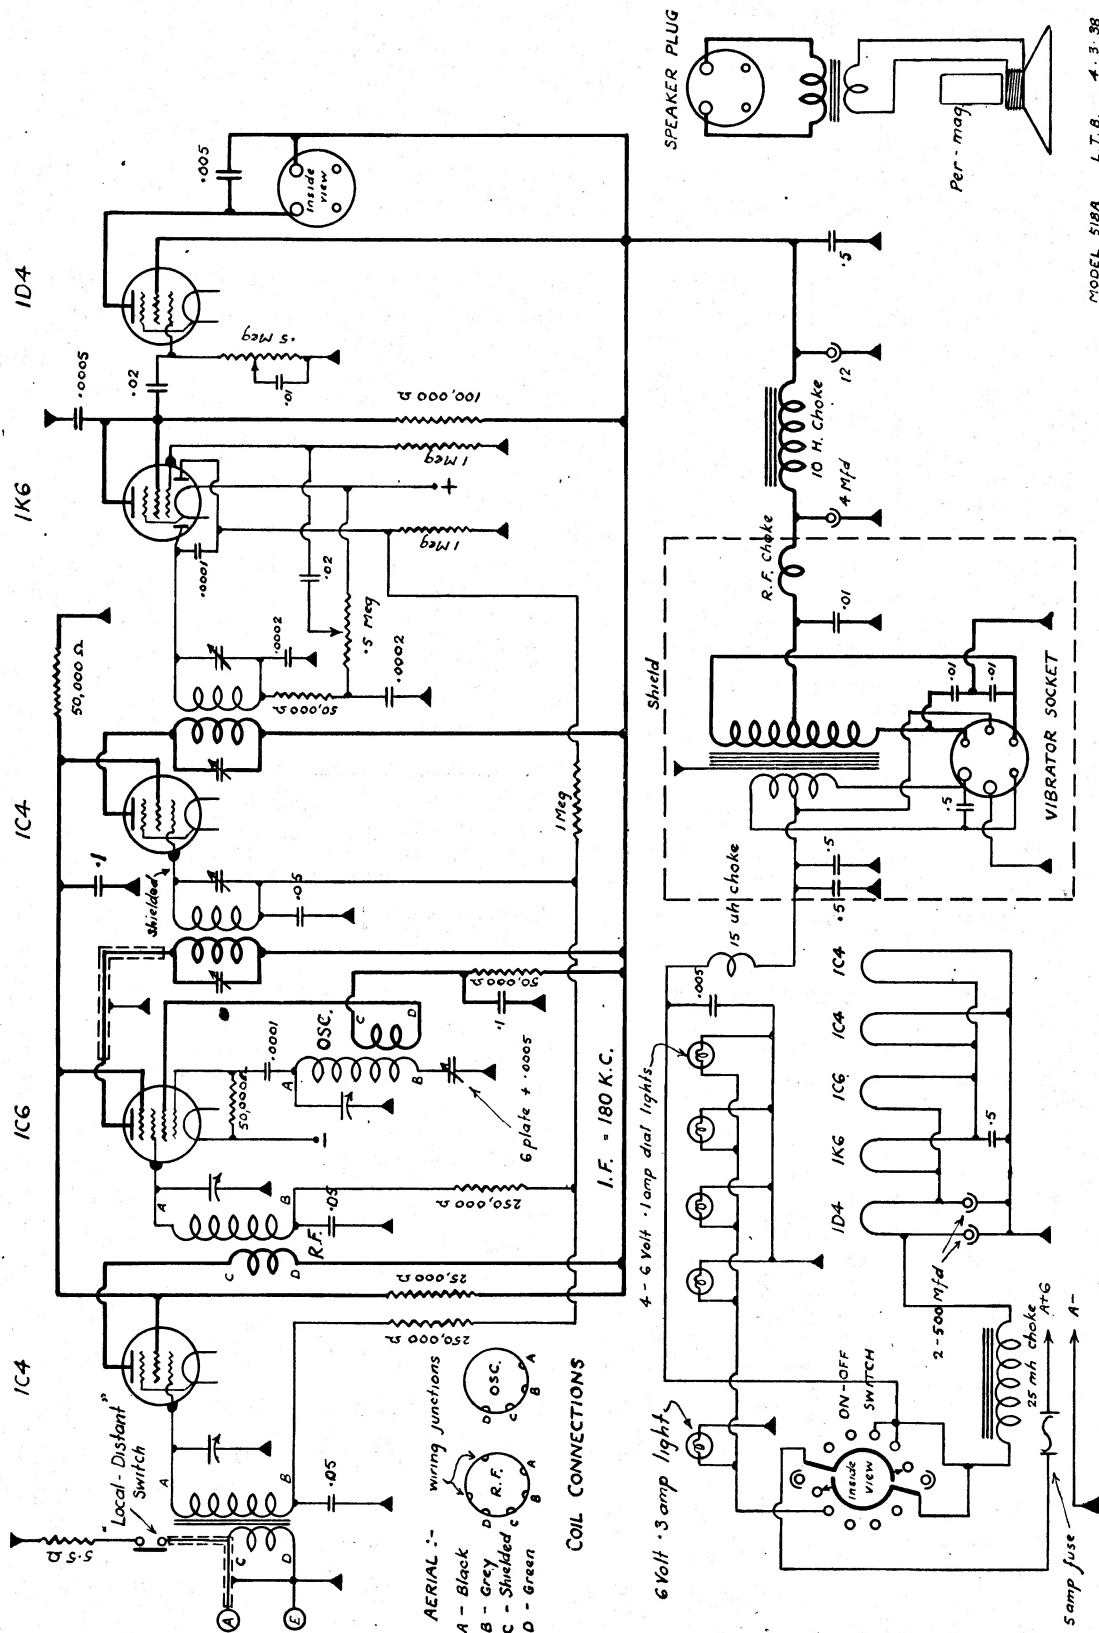 1C4
1C6
1C4
1K6
1D4
"Local-Distant"
Switch
5.5 Ω
A
E
A
B
C
D
.05
250,000 Ω
25,000 Ω
R.F.
C
D
A
B
.05
250,000 Ω
50,000 Ω
.0001
OSC.
A
B
C
D
6 plate + .0005
.1
50,000 Ω
I.F. = 180 K.C.
.1
Shielded
.05
1 Meg
50,000 Ω
.0001
.0002
50,000 Ω
.5 Meg
.0002
.02
1 Meg
+
1 Meg
100,000 Ω
.0005
.02
.01
.5 Meg
.005
Inside
view
AERIAL :-
A - Black
B - Grey
C - Shielded
D - Green
wiring junctions
R.F.
A
B
C
D
OSC.
A
B
C
D
COIL CONNECTIONS
6 Volt .3 amp light
4 - 6 Volt .1 amp dial lights
.005
15 uh choke
Shield
.5
.5
.5
VIBRATOR SOCKET
.01
.01
.01
R.F. Choke
4 Mfd
10 H. Choke
12
.5
SPEAKER PLUG
Per-mag.
Inside
view
ON-OFF
SWITCH
5 amp fuse
25 mh choke
A+G
A-
2-500 Mfd
1D4
1K6
1C6
1C4
1C4
.5
MODEL 518A L.T.B. 4.3.38